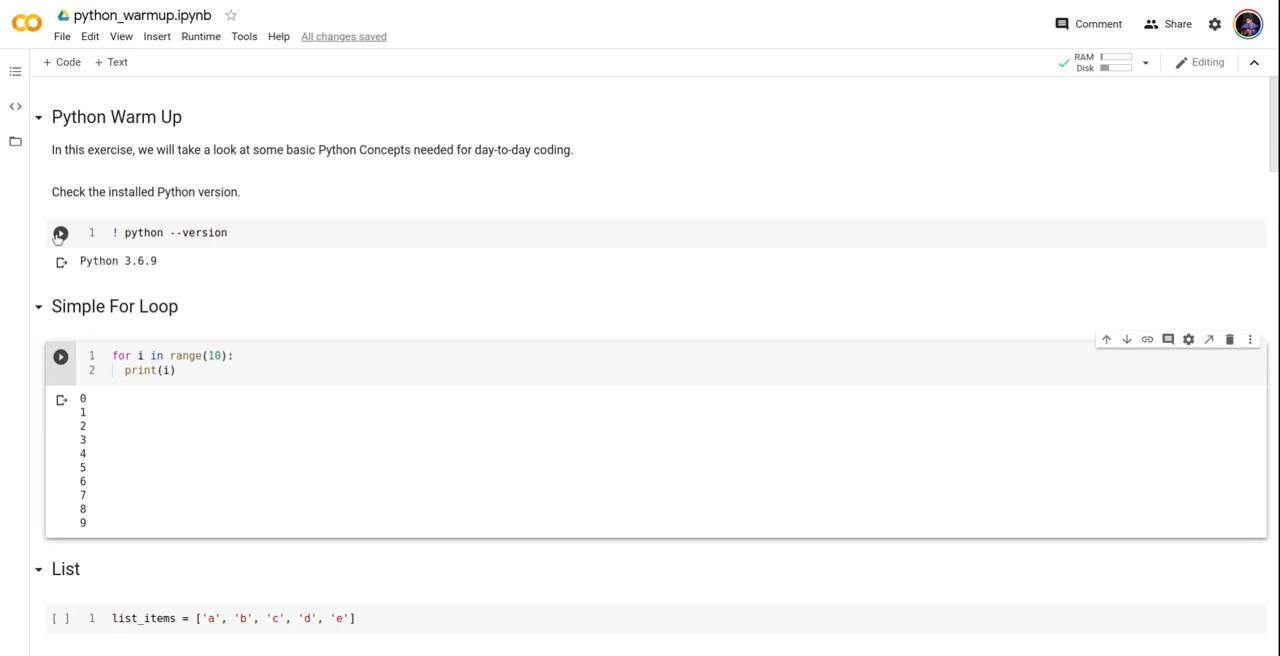 python_warmup.ipynb
Comment
Share
File Edit View Insert Runtime Tools Help All changes saved
+ Code + Text
RAM
Disk
Editing
Python Warm Up
In this exercise, we will take a look at some basic Python Concepts needed for day-to-day coding.
Check the installed Python version.
1 ! python --version
Python 3.6.9
Simple For Loop
1 for i in range(10):
2 print(i)
0
1
2
3
4
5
6
7
8
9
List
[ ] 1 list_items = ['a', 'b', 'c', 'd', 'e']